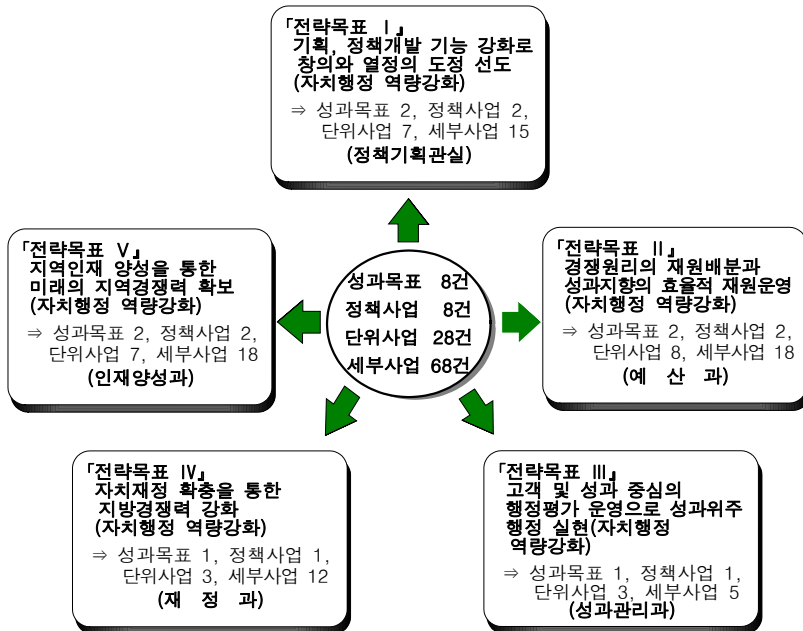 「전략목표 Ⅰ」
기획, 정책개발 기능 강화로
창의와 열정의 도정 선도
(자치행정 역량강화)
⇒ 성과목표 2, 정책사업 2,
단위사업 7, 세부사업 15
(정책기획관실)
「전략목표 Ⅴ」
지역인재 양성을 통한
미래의 지역경쟁력 확보
(자치행정 역량강화)
⇒ 성과목표 2, 정책사업 2,
단위사업 7, 세부사업 18
(인재양성과)
성과목표 8건
정책사업 8건
단위사업 28건
세부사업 68건
「전략목표 Ⅱ」
경쟁원리의 재원배분과
성과지향의 효율적 재원운영
(자치행정 역량강화)
⇒ 성과목표 2, 정책사업 2,
단위사업 8, 세부사업 18
(예 산 과)
「전략목표 Ⅳ」
자치재정 확충을 통한
지방경쟁력 강화
(자치행정 역량강화)
⇒ 성과목표 1, 정책사업 1,
단위사업 3, 세부사업 12
(재 정 과)
「전략목표 Ⅲ」
고객 및 성과 중심의
행정평가 운영으로 성과위주
행정 실현(자치행정
역량강화)
⇒ 성과목표 1, 정책사업 1,
단위사업 3, 세부사업 5
(성과관리과)